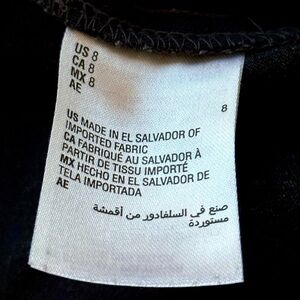 US 8
CA 8
MX 8
AE
8
US MADE IN EL SALVADOR OF
IMPORTED FABRIC
CA FABRIQUÉ AU SALVADOR À
PARTIR DE TISSU IMPORTÉ
MX HECHO EN EL SALVADOR DE
TELA IMPORTADA
AE
صنع في السلفادور من أقمشة
مستوردة